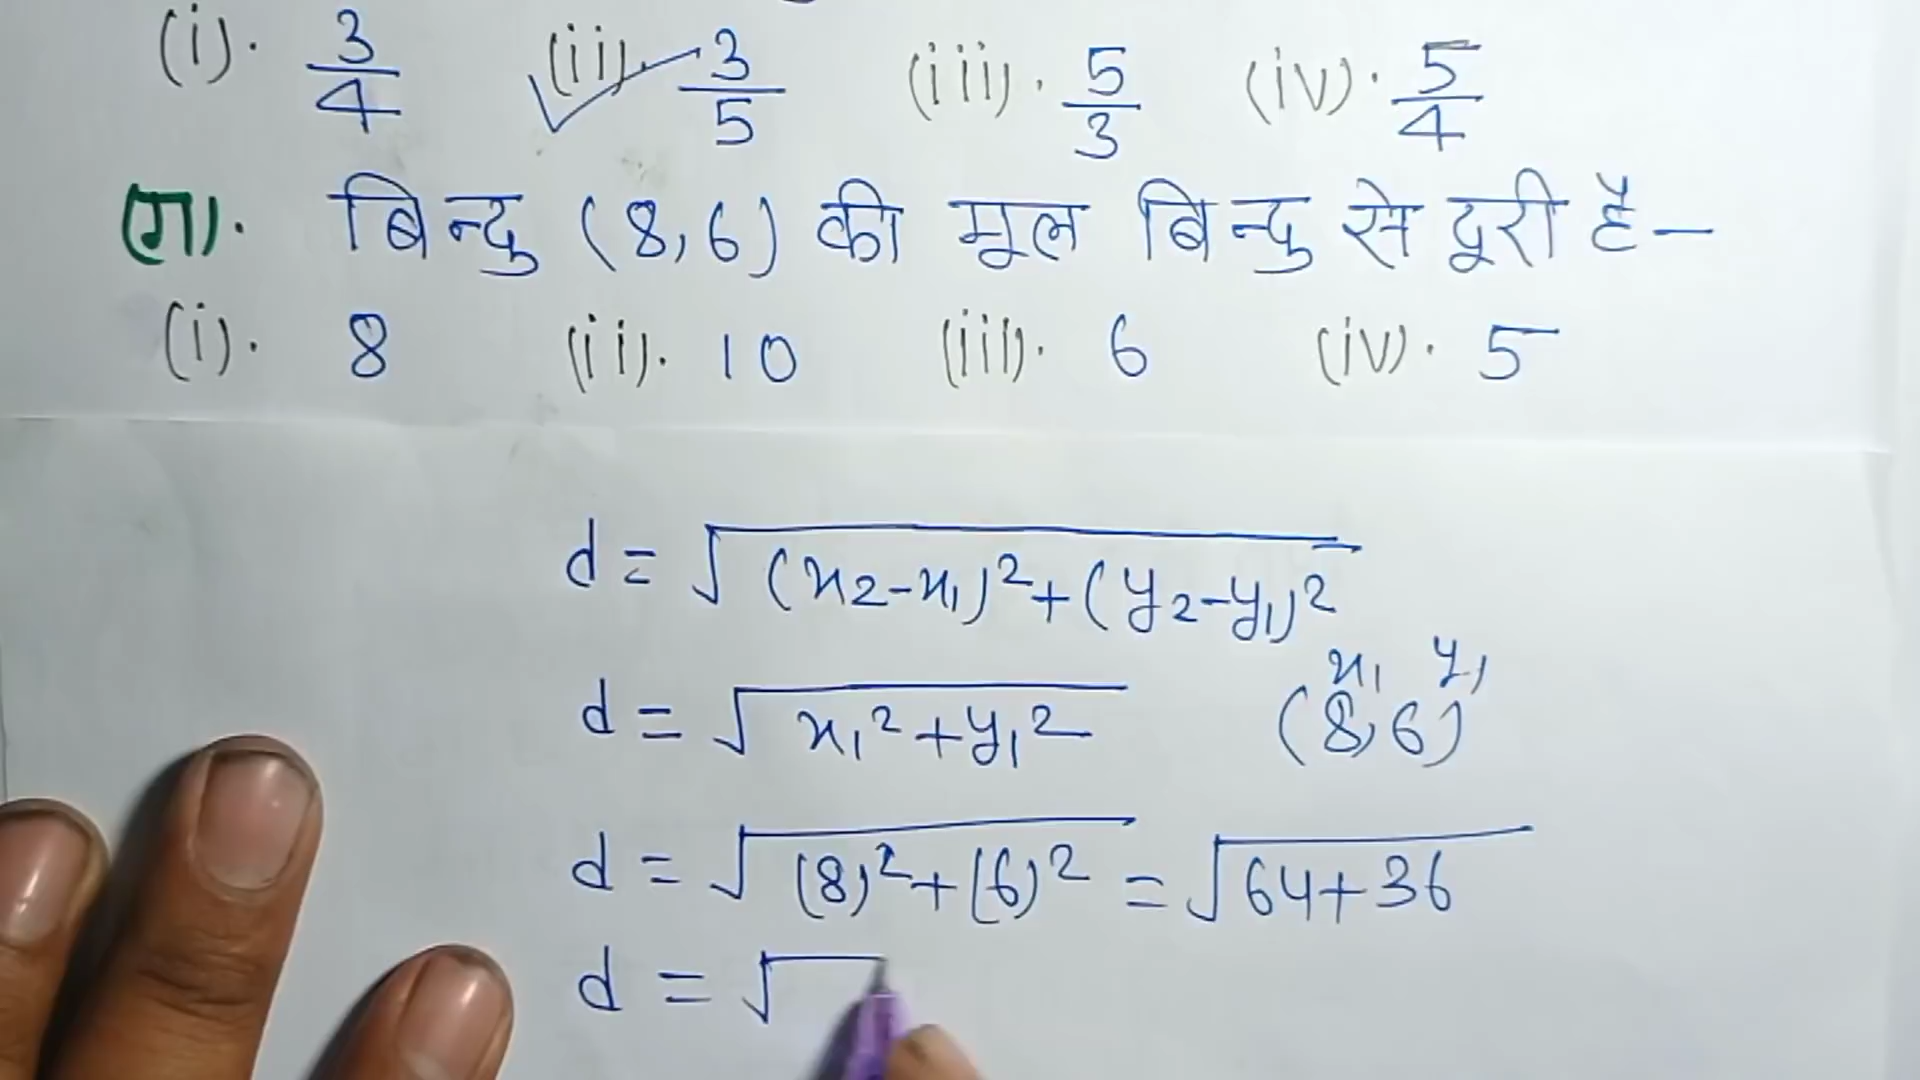 (i). 3/4 (ii). 3/5 (iii). 5/3 (iv). 5/4
(ग). बिन्दु (8,6) की मूल बिन्दु से दूरी है-
(i). 8 (ii). 10 (iii). 6 (iv). 5
d = √(x₂-x₁)²+(y₂-y₁)²
x₁ y₁
d = √x₁²+y₁² (8,6)
d = √(8)²+(6)² = √64+36
d = √